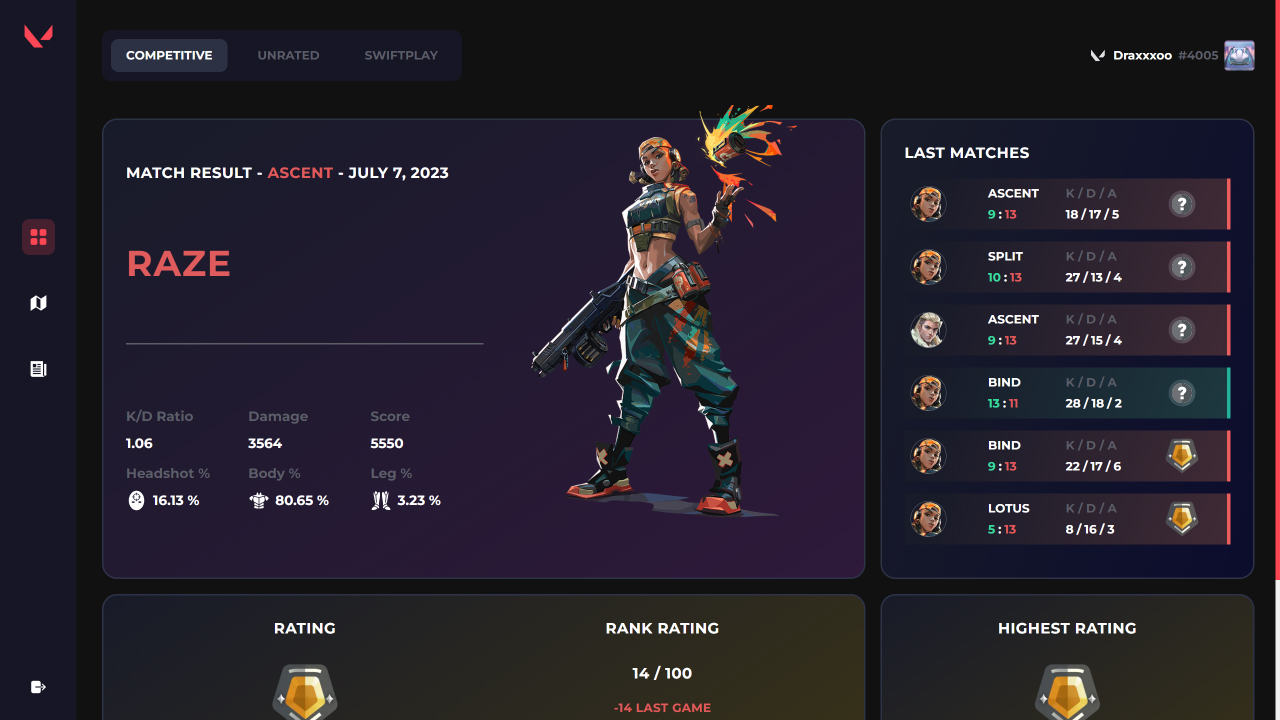 COMPETITIVE UNRATED SWIFTPLAY
Draxxxoo #4005
MATCH RESULT - ASCENT - JULY 7, 2023
RAZE
K/D Ratio Damage Score
1.06 3564 5550
Headshot % Body % Leg %
16.13 % 80.65 % 3.23 %
LAST MATCHES
ASCENT K / D / A
9 : 13 18 / 17 / 5
?
SPLIT K / D / A
10 : 13 27 / 13 / 4
?
ASCENT K / D / A
9 : 13 27 / 15 / 4
?
BIND K / D / A
13 : 11 28 / 18 / 2
?
BIND K / D / A
9 : 13 22 / 17 / 6
LOTUS K / D / A
5 : 13 8 / 16 / 3
RATING
RANK RATING
14 / 100
-14 LAST GAME
HIGHEST RATING